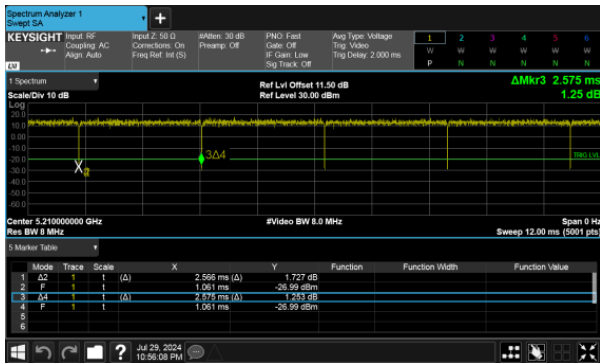 Spectrum Analyzer 1
Swept SA
KEYSIGHT Input: RF Input Z: 50 Ω #Atten: 30 dB PNO: Fast Avg Type: Voltage 1 2 3 4 5 6
Coupling: AC Corrections: On Preamp: Off Gate: Off Trig: Video W W W W W W
Align: Auto Freq Ref: Int (S) IF Gain: Low Trig Delay: 2.000 ms P N N N N N
Sig Track: Off
1 Spectrum
Ref Lvl Offset 11.50 dB ΔMkr3 2.575 ms
Scale/Div 10 dB Ref Level 30.00 dBm 1.25 dB
Log
20.0
10.0
0.00
-10.0
-20.0
-30.0
-40.0
-50.0
-60.0
X
3Δ4
TRIG LVL
Center 5.210000000 GHz #Video BW 8.0 MHz Span 0 Hz
Res BW 8 MHz Sweep 12.00 ms (5001 pts)
5 Marker Table
Mode Trace Scale X Y Function Function Width Function Value
1 Δ2 1 t (Δ) 2.566 ms (Δ) 1.727 dB
2 F 1 t 1.061 ms -26.99 dBm
3 Δ4 1 t (Δ) 2.575 ms (Δ) 1.253 dB
4 F 1 t 1.061 ms -26.99 dBm
5
6
Jul 29, 2024
10:56:08 PM